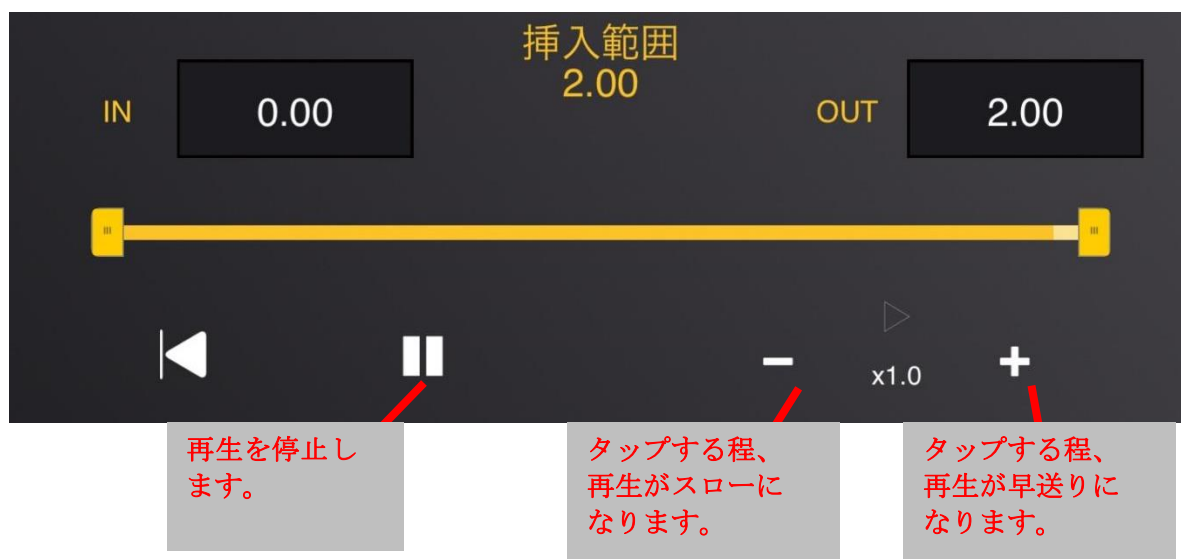 挿入範囲
2.00
IN
0.00
OUT
2.00
x1.0
再生を停止し
ます。
タップする程、
再生がスローに
なります。
タップする程、
再生が早送りに
なります。